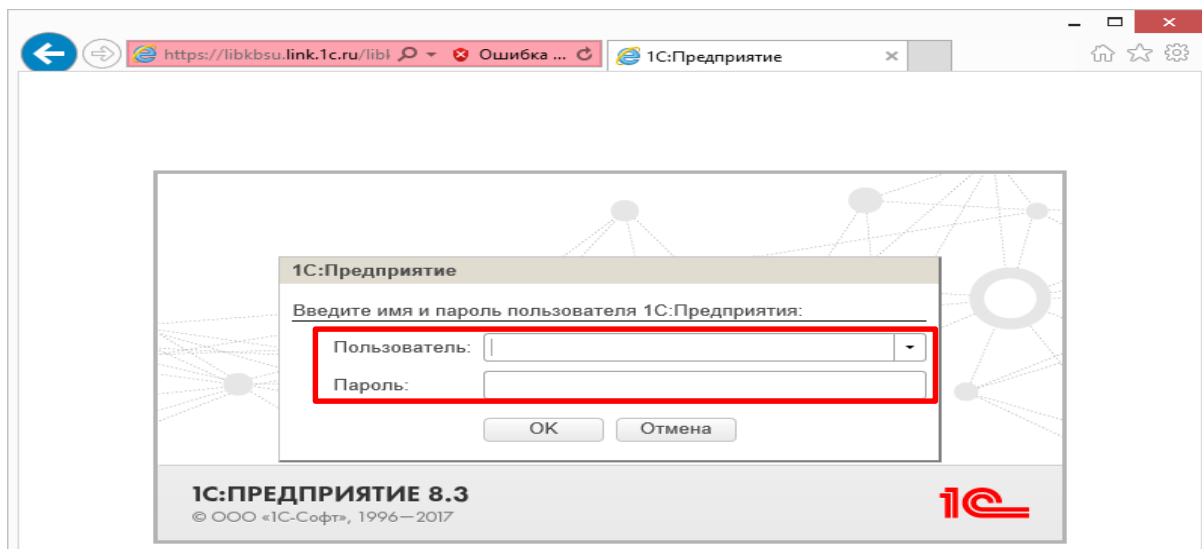 https://libkbsu.link.1c.ru/libl
Ошибка ...
1С:Предприятие
1С:Предприятие
Введите имя и пароль пользователя 1С:Предприятия:
Пользователь:
Пароль:
OK
Отмена
1С:ПРЕДПРИЯТИЕ 8.3
© ООО «1С-Софт», 1996—2017
1С